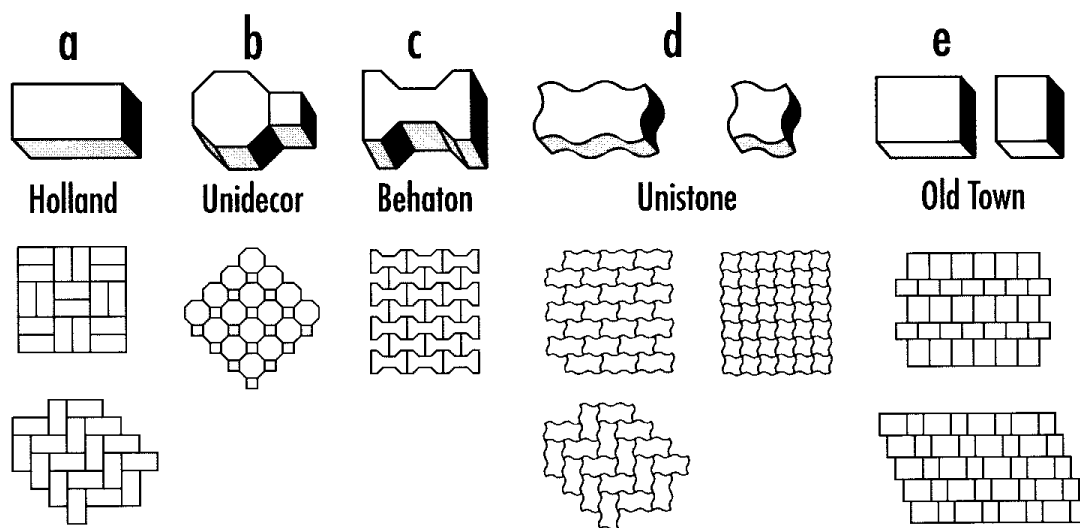 a
b
c
d
e
Holland
Unidecor
Behaton
Unistone
Old Town